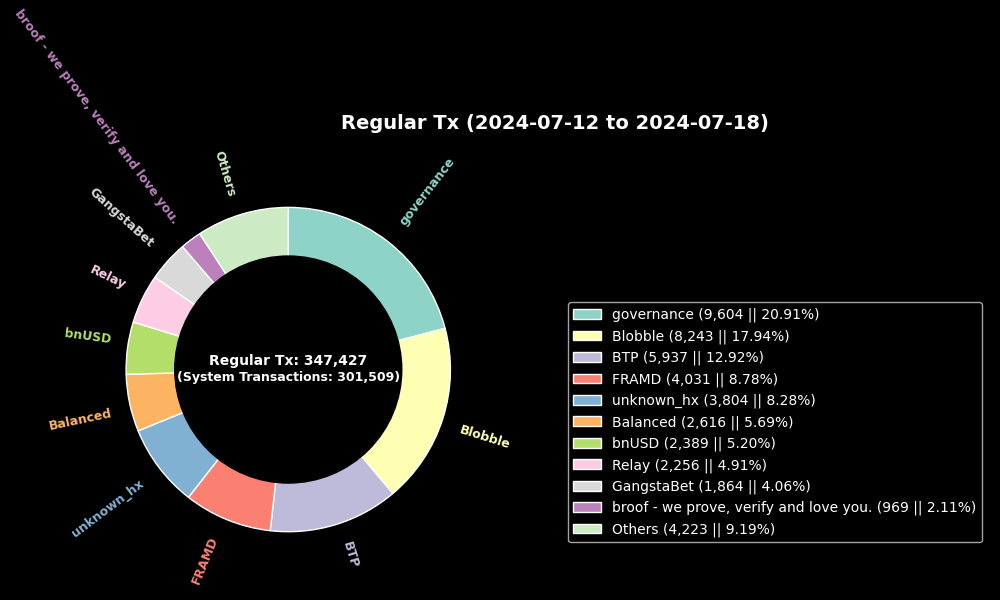 Regular Tx (2024-07-12 to 2024-07-18)
broof - we prove, verify and love you.
Others
governance
GangstaBet
Relay
bnUSD
Balanced
unknown_hx
FRAMD
BTP
Blobble
Regular Tx: 347,427
(System Transactions: 301,509)
governance (9,604 || 20.91%)
Blobble (8,243 || 17.94%)
BTP (5,937 || 12.92%)
FRAMD (4,031 || 8.78%)
unknown_hx (3,804 || 8.28%)
Balanced (2,616 || 5.69%)
bnUSD (2,389 || 5.20%)
Relay (2,256 || 4.91%)
GangstaBet (1,864 || 4.06%)
broof - we prove, verify and love you. (969 || 2.11%)
Others (4,223 || 9.19%)